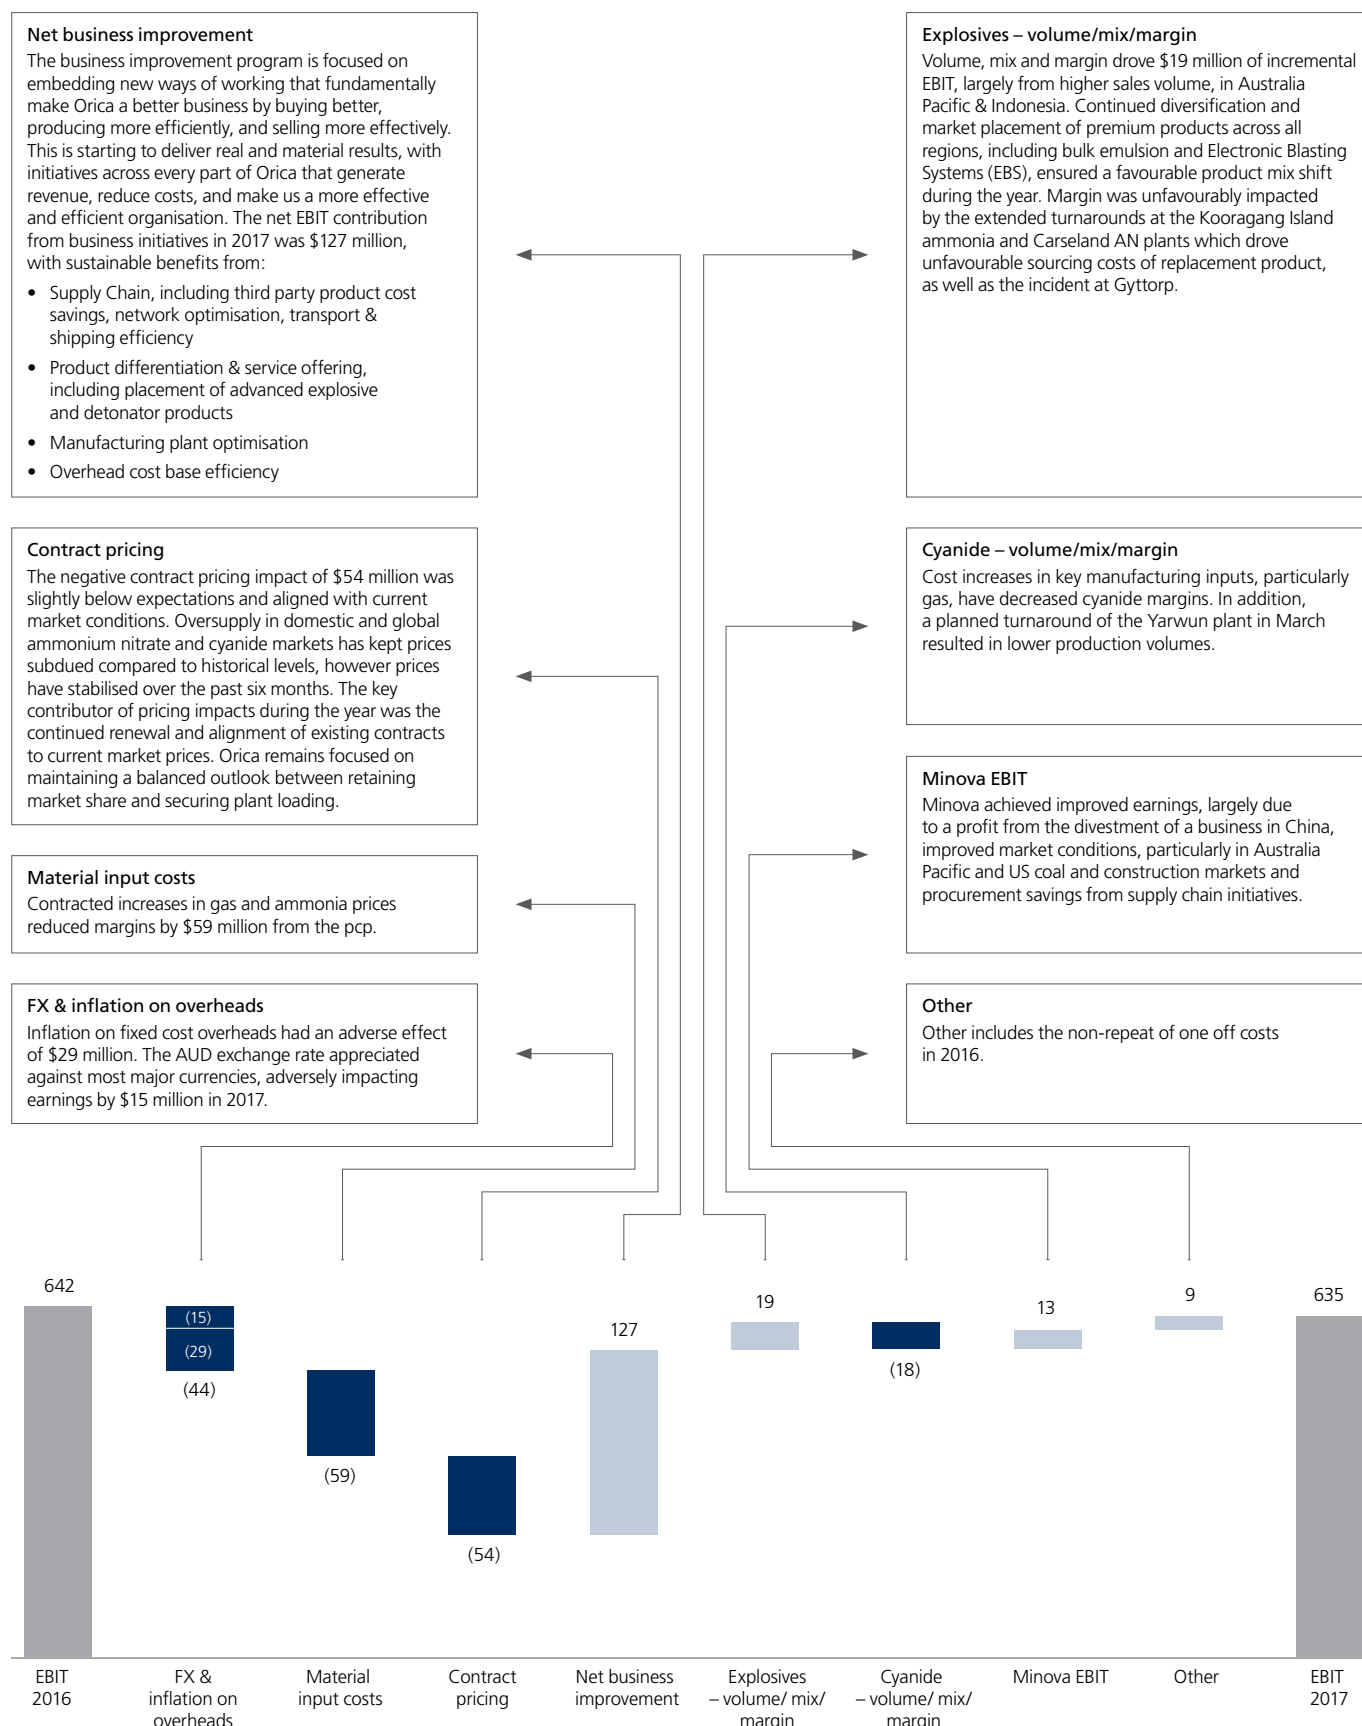 Net business improvement
The business improvement program is focused on
embedding new ways of working that fundamentally
make Orica a better business by buying better,
producing more efficiently, and selling more effectively.
This is starting to deliver real and material results, with
initiatives across every part of Orica that generate
revenue, reduce costs, and make us a more effective
and efficient organisation. The net EBIT contribution
from business initiatives in 2017 was $127 million,
with sustainable benefits from:
• Supply Chain, including third party product cost
savings, network optimisation, transport &
shipping efficiency
• Product differentiation & service offering,
including placement of advanced explosive
and detonator products
• Manufacturing plant optimisation
• Overhead cost base efficiency
Contract pricing
The negative contract pricing impact of $54 million was
slightly below expectations and aligned with current
market conditions. Oversupply in domestic and global
ammonium nitrate and cyanide markets has kept prices
subdued compared to historical levels, however prices
have stabilised over the past six months. The key
contributor of pricing impacts during the year was the
continued renewal and alignment of existing contracts
to current market prices. Orica remains focused on
maintaining a balanced outlook between retaining
market share and securing plant loading.
Material input costs
Contracted increases in gas and ammonia prices
reduced margins by $59 million from the pcp.
FX & inflation on overheads
Inflation on fixed cost overheads had an adverse effect
of $29 million. The AUD exchange rate appreciated
against most major currencies, adversely impacting
earnings by $15 million in 2017.
Explosives – volume/mix/margin
Volume, mix and margin drove $19 million of incremental
EBIT, largely from higher sales volume, in Australia
Pacific & Indonesia. Continued diversification and
market placement of premium products across all
regions, including bulk emulsion and Electronic Blasting
Systems (EBS), ensured a favourable product mix shift
during the year. Margin was unfavourably impacted
by the extended turnarounds at the Kooragang Island
ammonia and Carseland AN plants which drove
unfavourable sourcing costs of replacement product,
as well as the incident at Gyttorp.
Cyanide – volume/mix/margin
Cost increases in key manufacturing inputs, particularly
gas, have decreased cyanide margins. In addition,
a planned turnaround of the Yarwun plant in March
resulted in lower production volumes.
Minova EBIT
Minova achieved improved earnings, largely due
to a profit from the divestment of a business in China,
improved market conditions, particularly in Australia
Pacific and US coal and construction markets and
procurement savings from supply chain initiatives.
Other
Other includes the non-repeat of one off costs
in 2016.
642
(15)
(29)
(44)
(59)
(54)
127
19
(18)
13
9
635
EBIT
2016
FX &
inflation on
overheads
Material
input costs
Contract
pricing
Net business
improvement
Explosives
– volume/ mix/
margin
Cyanide
– volume/ mix/
margin
Minova EBIT
Other
EBIT
2017